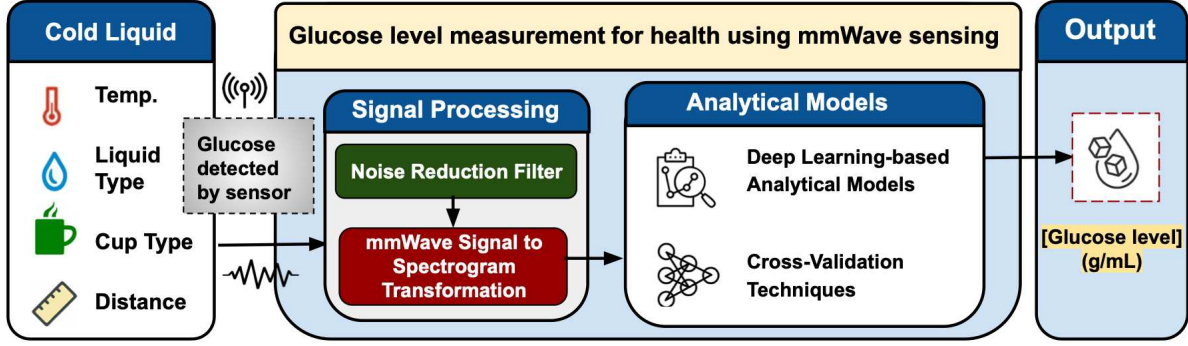 Cold Liquid
Temp.
Liquid
Type
Cup Type
Distance
Glucose
detected
by sensor
Glucose level measurement for health using mmWave sensing
Signal Processing
Noise Reduction Filter
mmWave Signal to
Spectrogram
Transformation
Analytical Models
Deep Learning-based
Analytical Models
Cross-Validation
Techniques
Output
[Glucose level]
(g/mL)